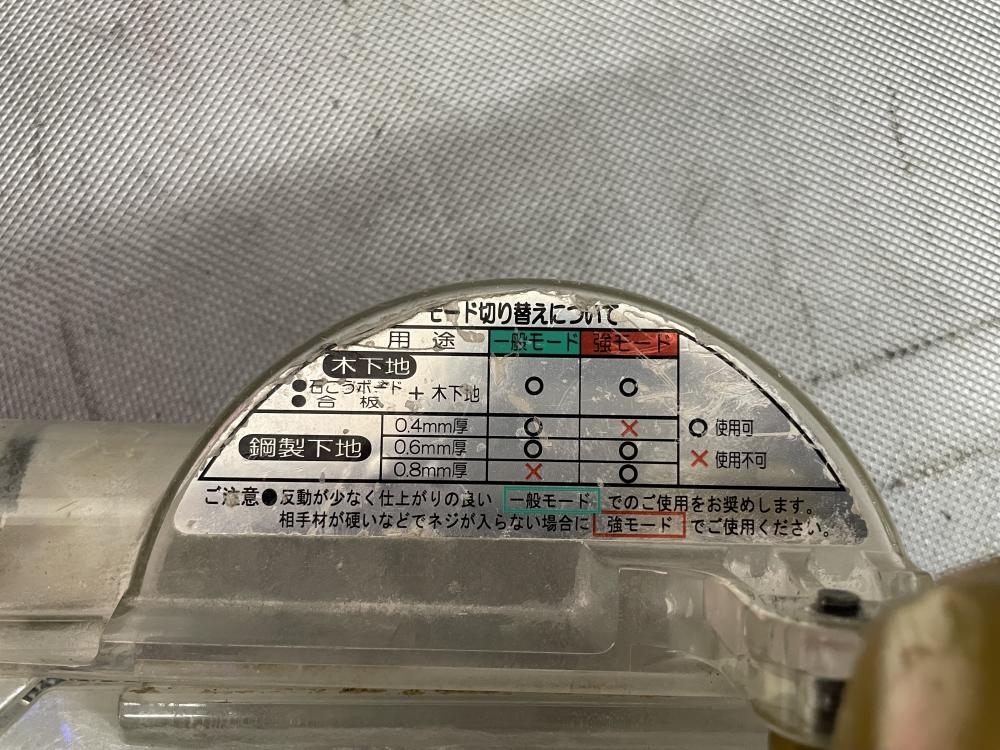 モード切り替えについて
用途 一般モード 強モード
木下地
●石こうボード
●合板
+木下地 ○ ○
鋼製下地
0.4mm厚 ○ ×
0.6mm厚 ○ ○
0.8mm厚 × ○
○ 使用可
× 使用不可
ご注意●反動が少なく仕上がりの良い 一般モード でのご使用をお奨めします。
相手材が硬いなどでネジが入らない場合に 強モード でご使用ください。